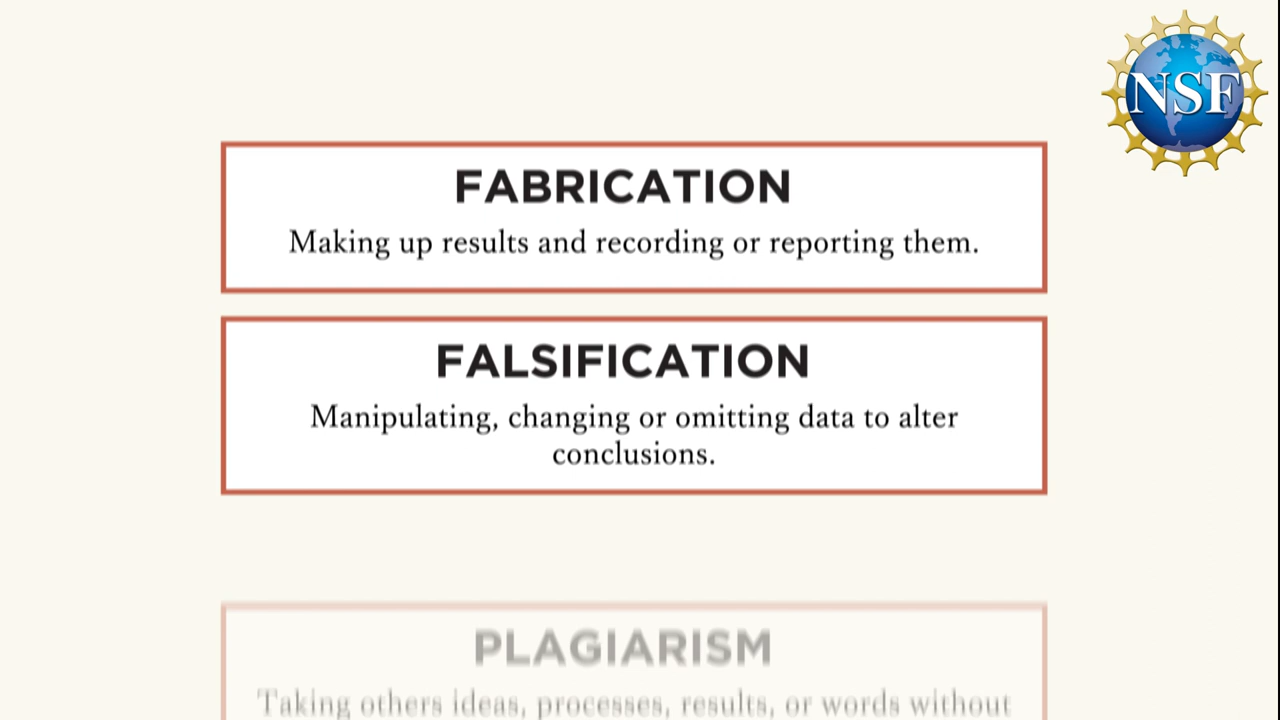 NSF
FABRICATION
Making up results and recording or reporting them.
FALSIFICATION
Manipulating, changing or omitting data to alter
conclusions.
PLAGIARISM
Taking others ideas, processes, results, or words without